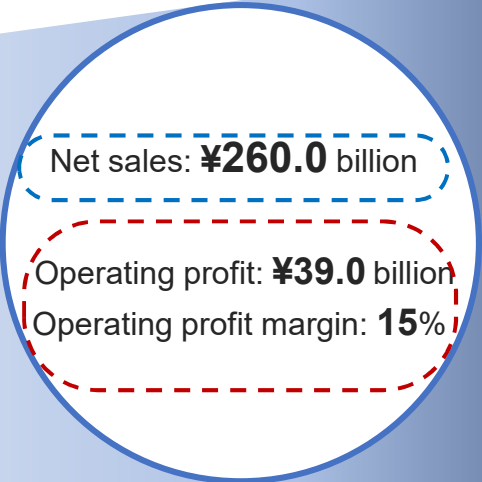 Net sales: ¥260.0 billion
Operating profit: ¥39.0 billion
Operating profit margin: 15%